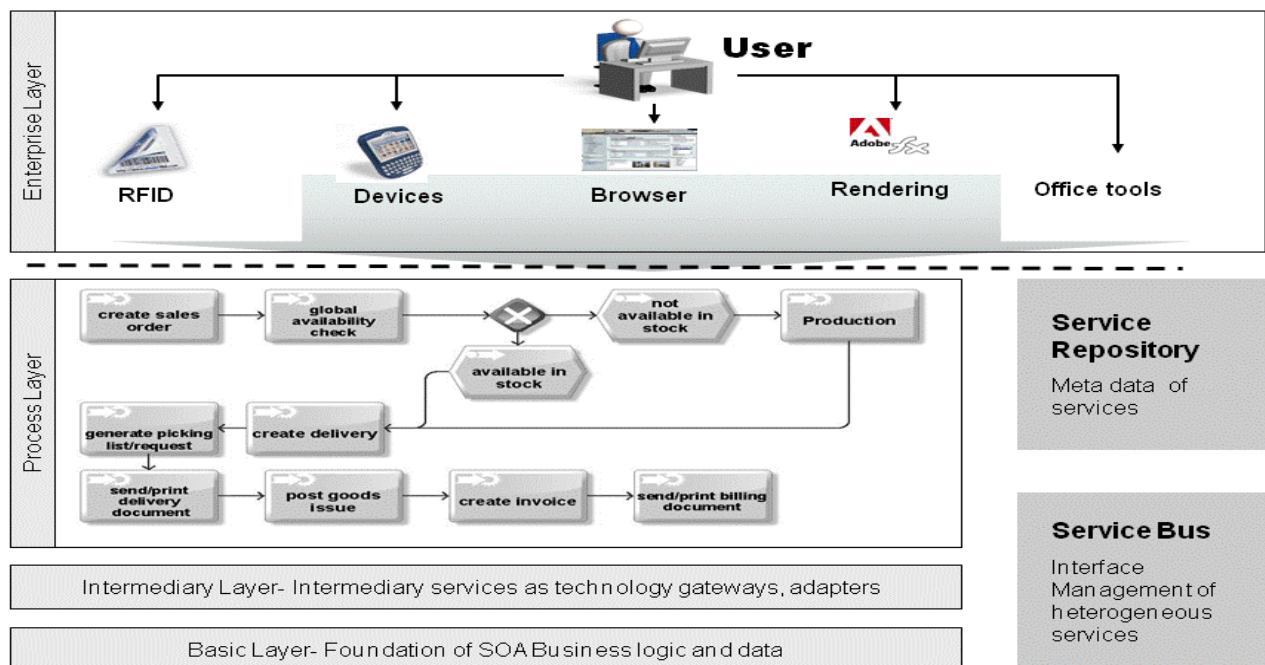 Enterprise Layer
User
RFID
Devices
Browser
Adobe
fx
Rendering
Office tools
Process Layer
create sales
order
global
availability
check
not
available in
stock
Production
available in
stock
generate picking
list/request
create delivery
send/print
delivery
document
post goods
issue
create invoice
send/print billing
document
Service
Repository
Meta data of
services
Service Bus
Interface
Management of
heterogeneous
services
Intermediary Layer- Intermediary services as technology gateways, adapters
Basic Layer- Foundation of SOA Business logic and data